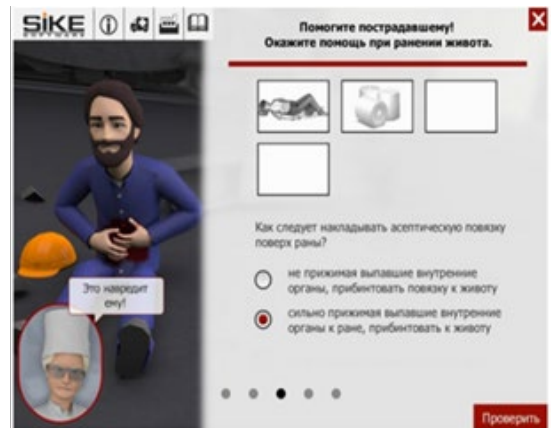 SiKE
SOFTWARE
Помогите пострадавшему!
Окажите помощь при ранении живота.
Как следует накладывать асептическую повязку
поверх раны?
не прижимая выпавшие внутренние
органы, прибинтовать повязку к животу
сильно прижимая выпавшие внутренние
органы к ране, прибинтовать к животу
Это навредит
ему!
Проверить